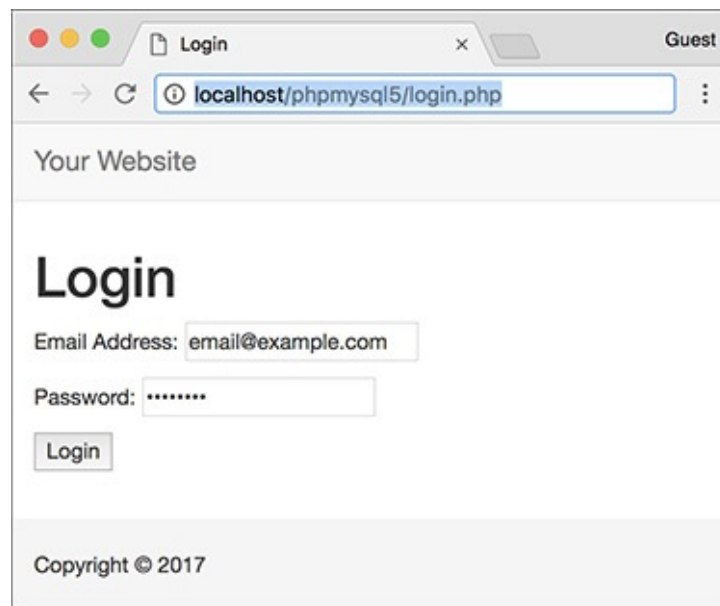 Login
Guest
localhost/phpmysql5/login.php
Your Website
Login
Email Address: email@example.com
Password: ••••••••
Login
Copyright © 2017